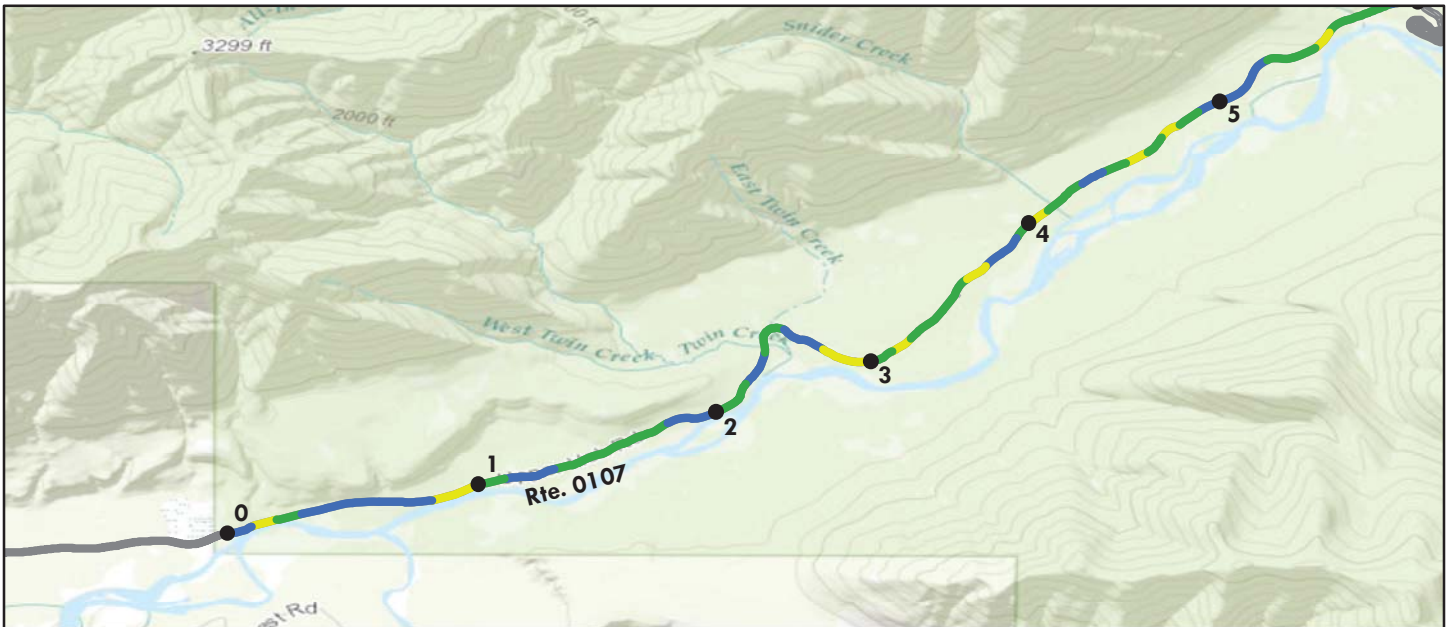 3299 ft
Snider Creek
2000 ft
East Twin Creek
5
4
West Twin Creek
Twin Creek
3
2
1
Rte. 0107
0